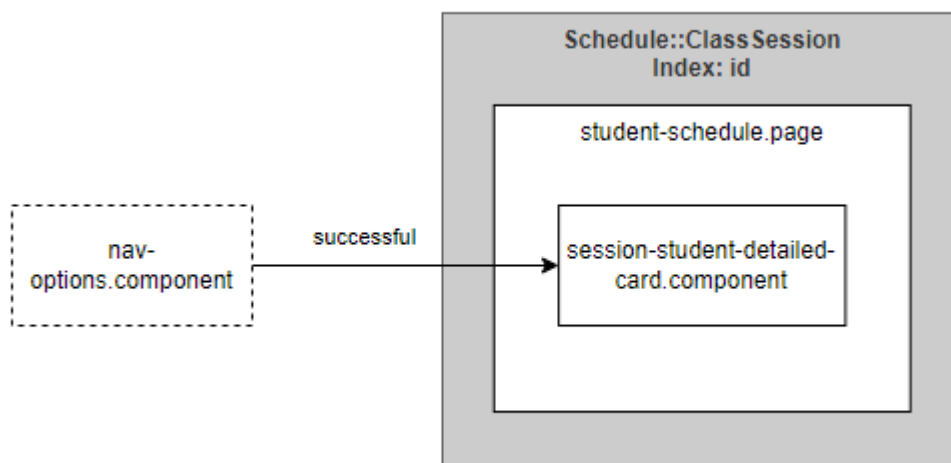 Schedule::ClassSession
Index: id
student-schedule.page
nav-
options.component
successful
session-student-detailed-
card.component